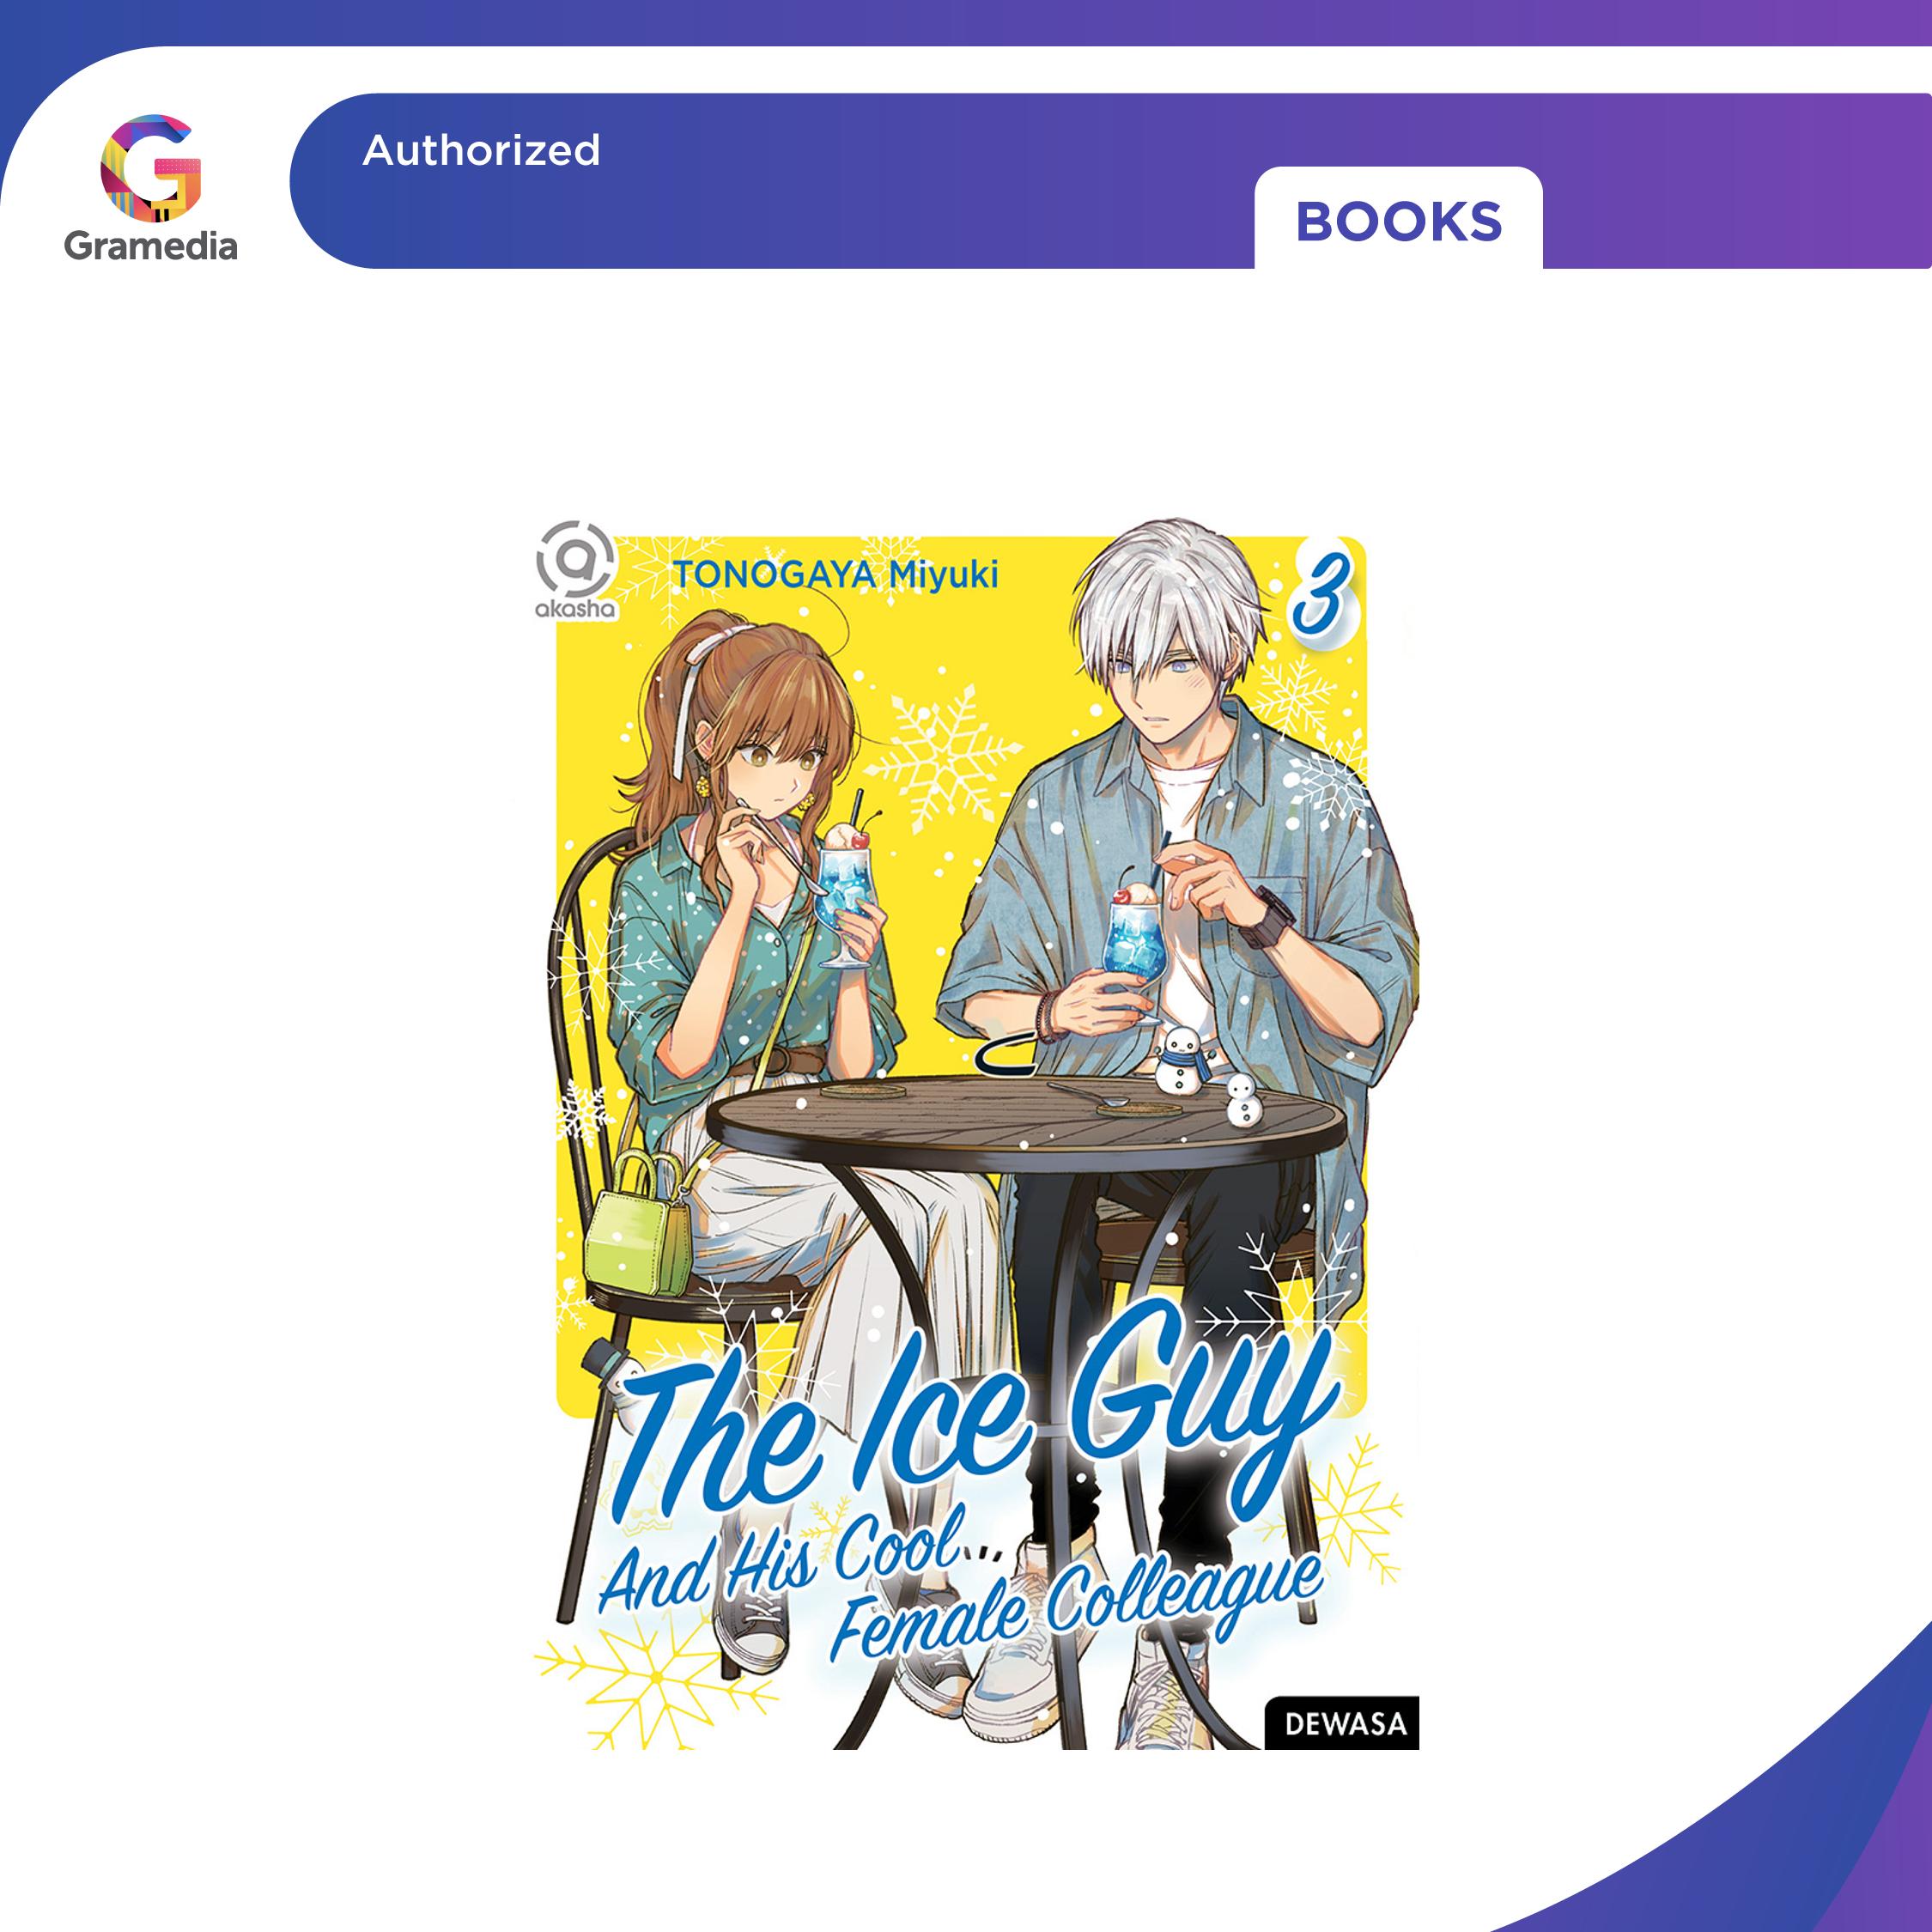 Authorized
Gramedia
BOOKS
akasha
TONOGAYA Miyuki
3
The Ice Guy
And His Cool
Female Colleague
DEWASA